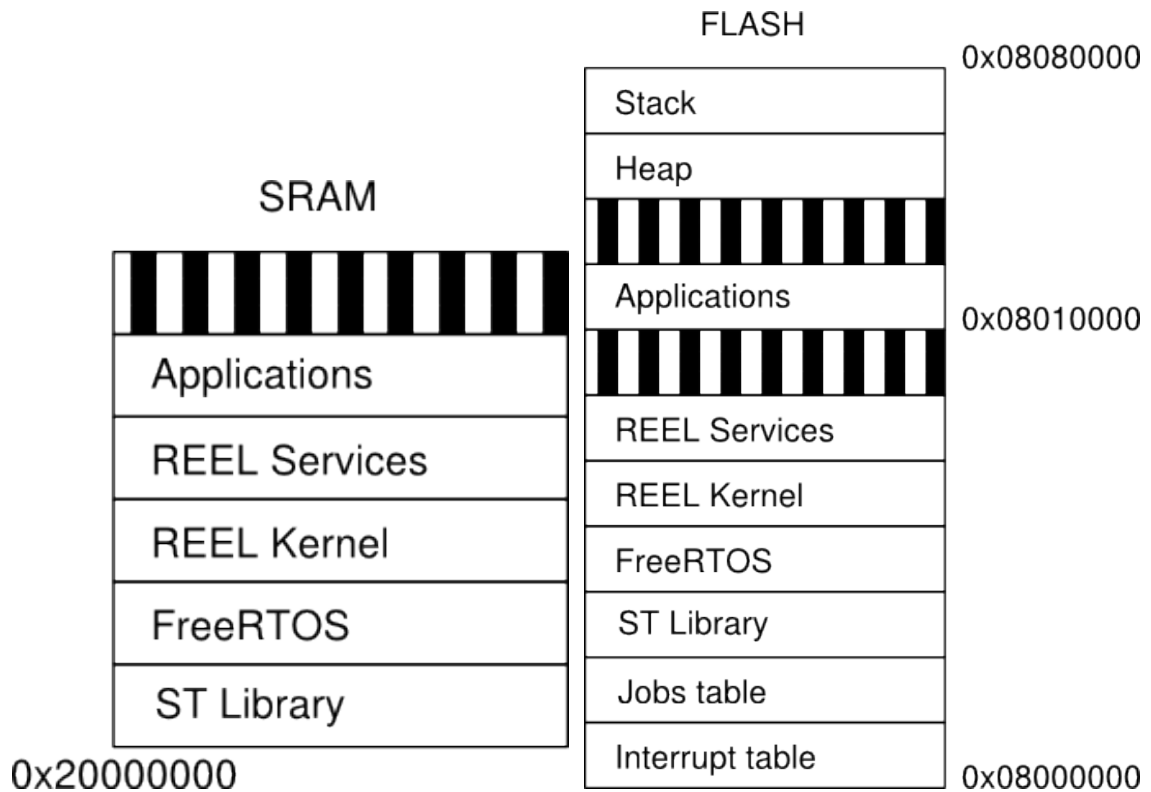 SRAM
Applications
REEL Services
REEL Kernel
FreeRTOS
ST Library
0x20000000
FLASH
0x08080000
Stack
Heap
Applications
0x08010000
REEL Services
REEL Kernel
FreeRTOS
ST Library
Jobs table
Interrupt table
0x08000000